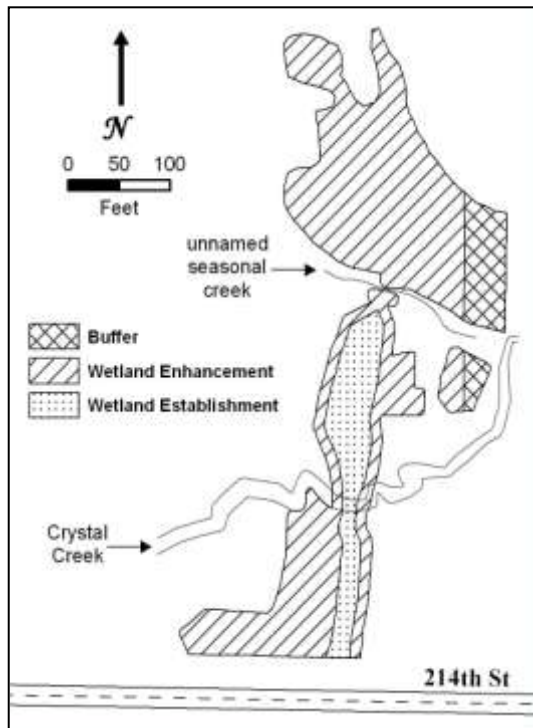 N
0 50 100
Feet
unnamed
seasonal
creek
Buffer
Wetland Enhancement
Wetland Establishment
Crystal
Creek
214th St